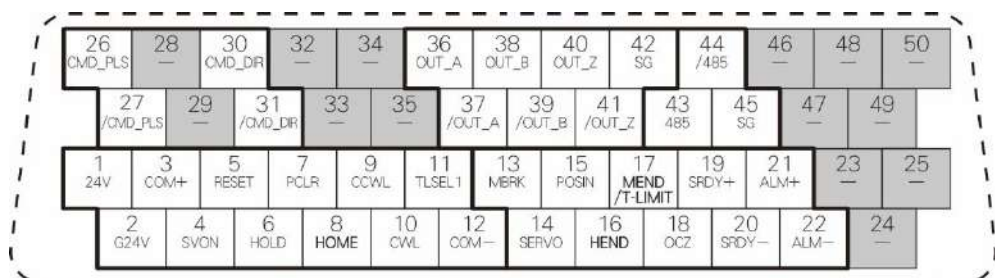 26 28 30 32 34 36 38 40 42 44 46 48 50
CMD_PLS — CMD_DIR — — OUT_A OUT_B OUT_Z SG /485 — — —
27 29 31 33 35 37 39 41 43 45 47 49
/CMD_PLS — /CMD_DIR — — /OUT_A /OUT_B /OUT_Z 485 SG — —
1 3 5 7 9 11 13 15 17 19 21 23 25
24V COM+ RESET PCLR CCWL TLSEL1 MBRK POSIN MEND SRDY+ ALM+ — —
/T-LIMIT
2 4 6 8 10 12 14 16 18 20 22 24
G24V SVON HOLD HOME CWL COM— SERVO HEND OCZ SRDY— ALM— —